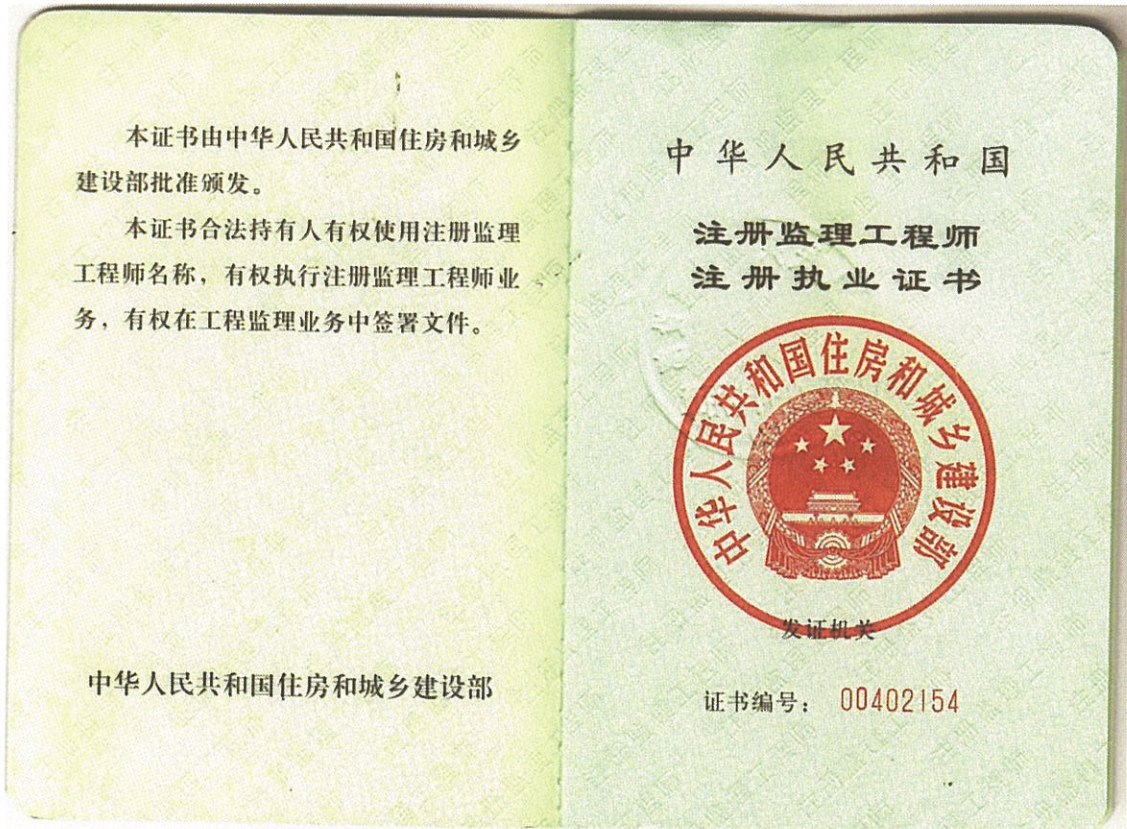 本证书由中华人民共和国住房和城乡
建设部批准颁发。
本证书合法持有人有权使用注册监理
工程师名称，有权执行注册监理工程师业
务，有权在工程监理业务中签署文件。
中华人民共和国住房和城乡建设部
中华人民共和国
注册监理工程师
注册执业证书
中华人民共和国住房和城乡建设部
发证机关
证书编号：00402154